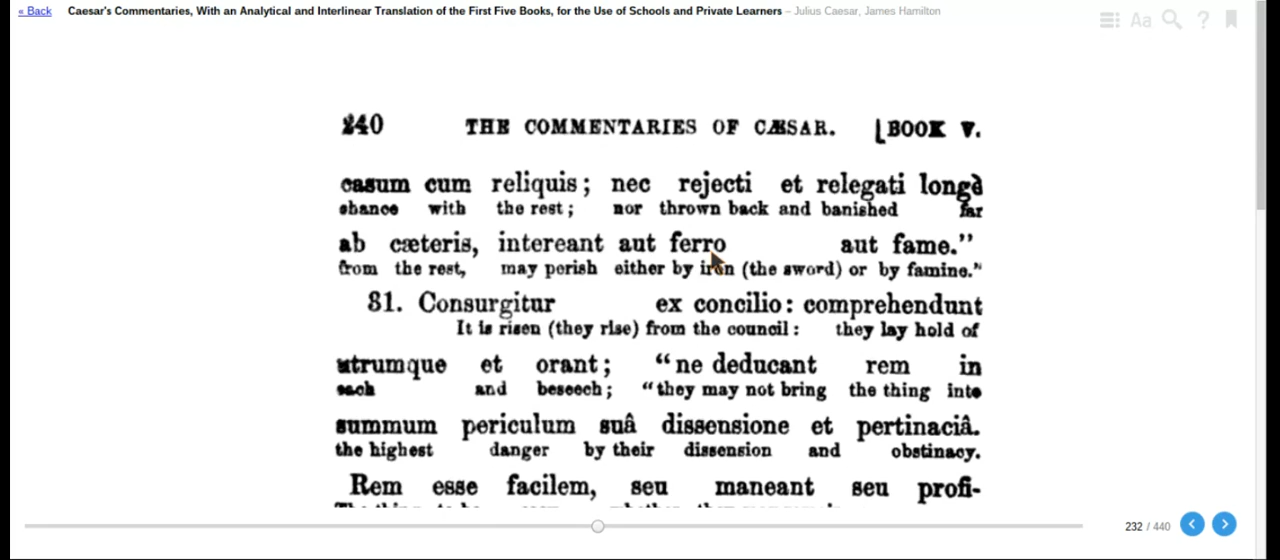 « Back Caesar's Commentaries, With an Analytical and Interlinear Translation of the First Five Books, for the Use of Schools and Private Learners – Julius Caesar, James Hamilton
Aa ?
240 THE COMMENTARIES OF CÆSAR. [BOOK V.
casum cum reliquis; nec rejecti et relegati longè
chance with the rest; nor thrown back and banished far
ab cæteris, intereant aut ferro aut fame."
from the rest, may perish either by iron (the sword) or by famine."
31. Consurgitur ex concilio: comprehendunt
It is risen (they rise) from the council: they lay hold of
utrumque et orant; "ne deducant rem in
each and beseech; "they may not bring the thing into
summum periculum suâ dissensione et pertinaciâ.
the highest danger by their dissension and obstinacy.
Rem esse facilem, seu maneant seu profi-
232 / 440